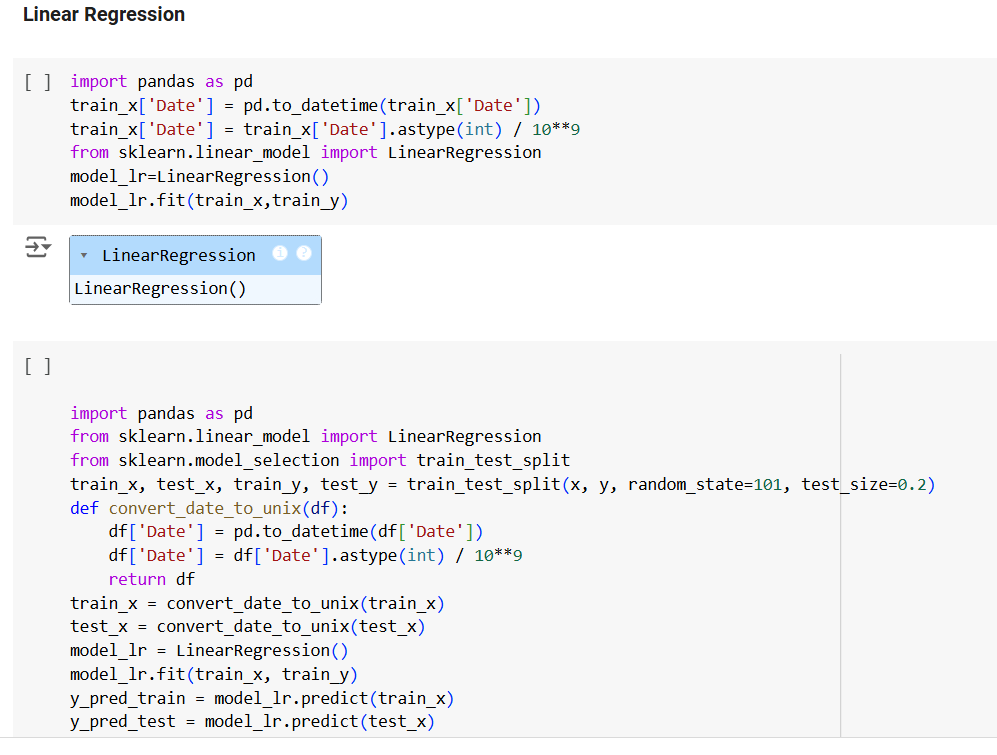 Linear Regression
[ ] import pandas as pd
train_x['Date'] = pd.to_datetime(train_x['Date'])
train_x['Date'] = train_x['Date'].astype(int) / 10**9
from sklearn.linear_model import LinearRegression
model_lr=LinearRegression()
model_lr.fit(train_x,train_y)
LinearRegression i ?
LinearRegression()
[ ]
import pandas as pd
from sklearn.linear_model import LinearRegression
from sklearn.model_selection import train_test_split
train_x, test_x, train_y, test_y = train_test_split(x, y, random_state=101, test_size=0.2)
def convert_date_to_unix(df):
    df['Date'] = pd.to_datetime(df['Date'])
    df['Date'] = df['Date'].astype(int) / 10**9
    return df
train_x = convert_date_to_unix(train_x)
test_x = convert_date_to_unix(test_x)
model_lr = LinearRegression()
model_lr.fit(train_x, train_y)
y_pred_train = model_lr.predict(train_x)
y_pred_test = model_lr.predict(test_x)